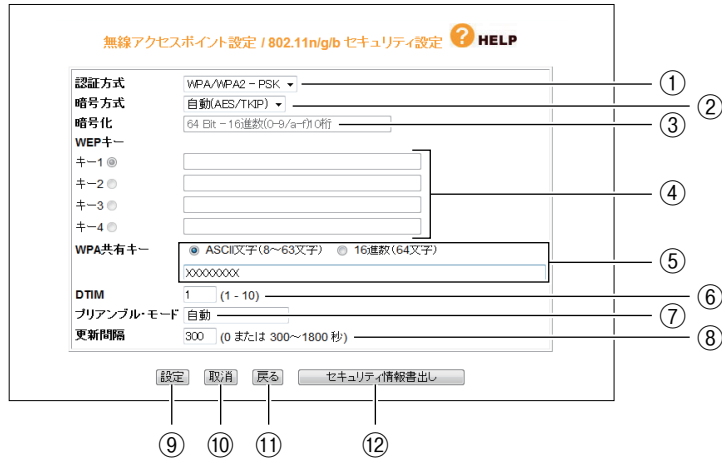 無線アクセスポイント設定 / 802.11n/g/b セキュリティ設定 ? HELP
認証方式 WPA/WPA2 - PSK ①
暗号方式 自動(AES/TKIP) ②
暗号化 64 Bit - 16進数(0-9/a-f)10桁 ③
WEPキー
キー1
キー2
④
キー3
キー4
WPA共有キー ASCII文字(8～63文字) 16進数(64文字)
⑤
XXXXXXXX
DTIM 1 (1 - 10) ⑥
プリアンブル・モード 自動 ⑦
更新間隔 300 (0 または 300～1800 秒) ⑧
設定 取消 戻る セキュリティ情報書出し
⑨ ⑩ ⑪ ⑫